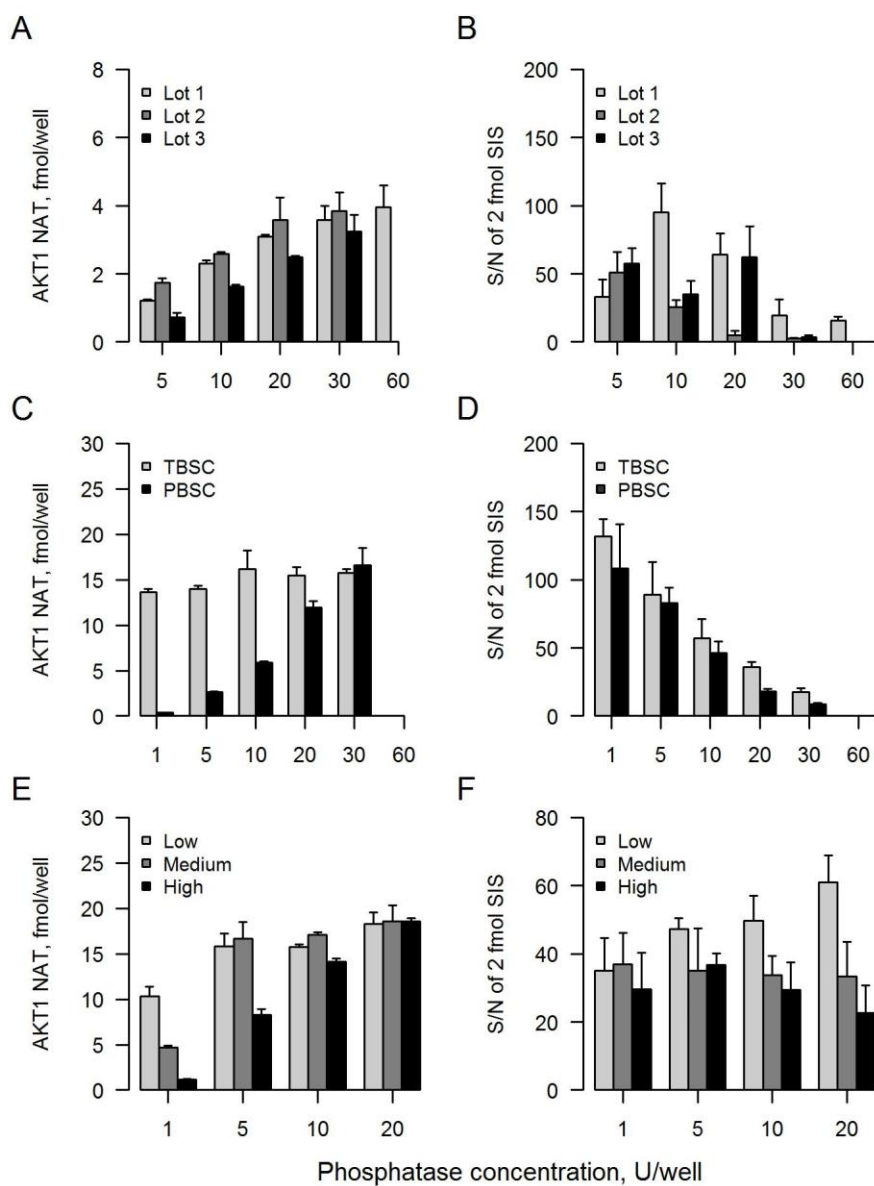 A
AKT1 NAT, fmol/well
8
6
4
2
0
Lot 1
Lot 2
Lot 3
5 10 20 30 60
B
S/N of 2 fmol SIS
200
150
100
50
0
Lot 1
Lot 2
Lot 3
5 10 20 30 60
C
AKT1 NAT, fmol/well
30
25
20
15
10
5
0
TBSC
PBSC
1 5 10 20 30 60
D
S/N of 2 fmol SIS
200
150
100
50
0
TBSC
PBSC
1 5 10 20 30 60
E
AKT1 NAT, fmol/well
30
25
20
15
10
5
0
Low
Medium
High
1 5 10 20
F
S/N of 2 fmol SIS
80
60
40
20
0
Low
Medium
High
1 5 10 20
Phosphatase concentration, U/well